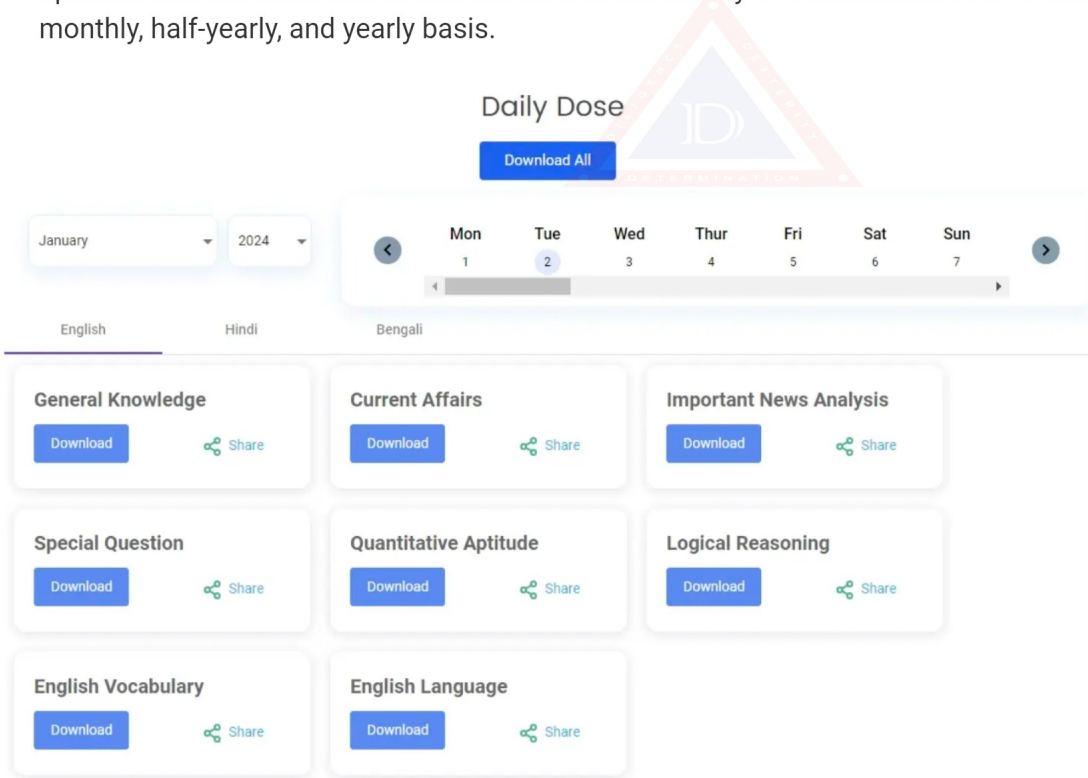 monthly, half-yearly, and yearly basis.
Daily Dose
Download All
January
2024
Mon Tue Wed Thur Fri Sat Sun
1 2 3 4 5 6 7
English Hindi Bengali
General Knowledge
Download Share
Current Affairs
Download Share
Important News Analysis
Download Share
Special Question
Download Share
Quantitative Aptitude
Download Share
Logical Reasoning
Download Share
English Vocabulary
Download Share
English Language
Download Share
DETERMINATION